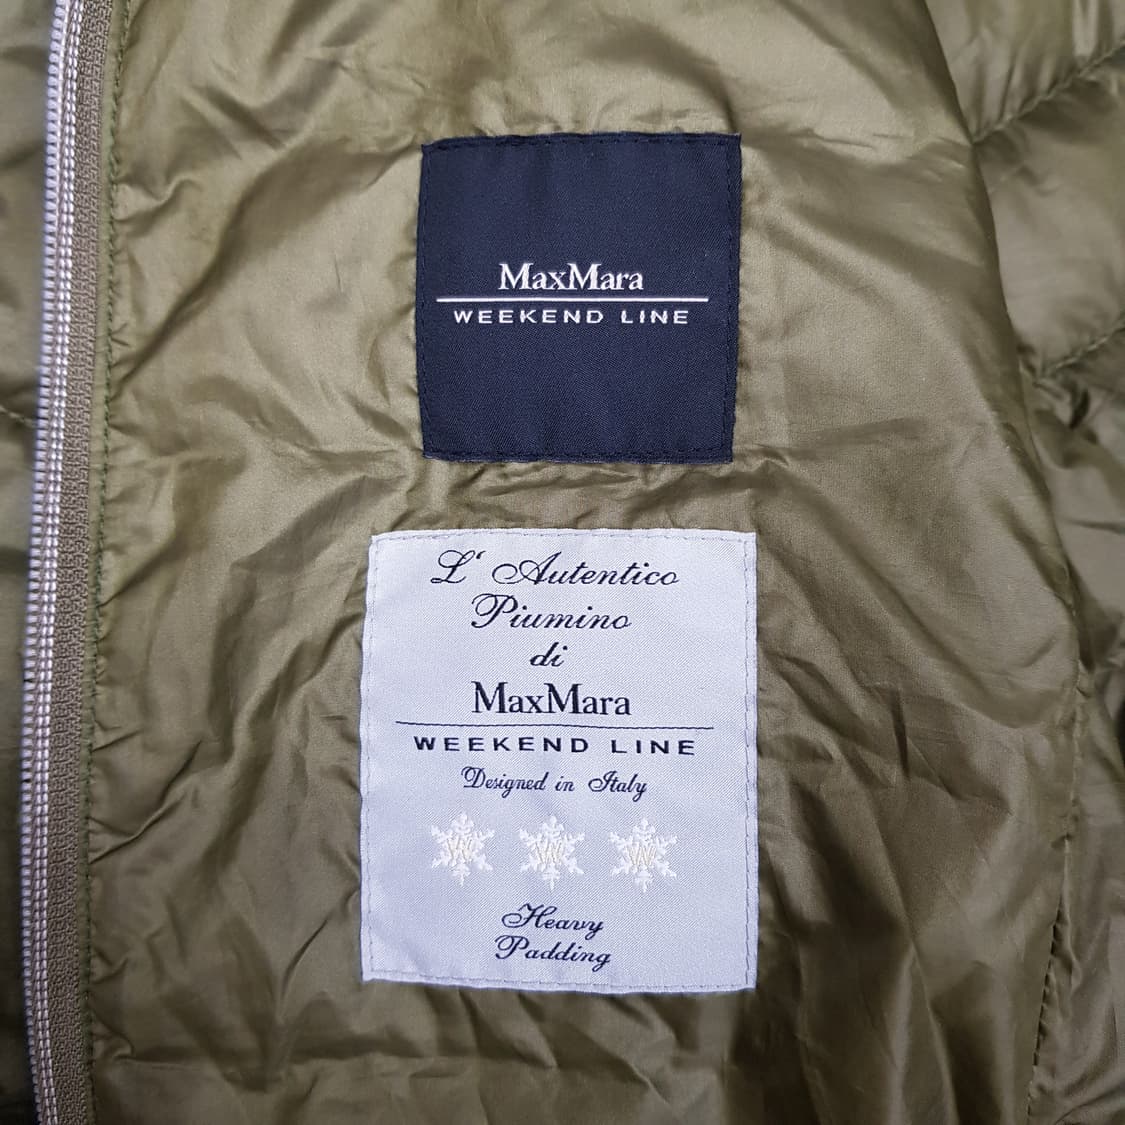 MaxMara
WEEKEND LINE
L'Autentico
Piumino
di
MaxMara
WEEKEND LINE
Designed in Italy
W W W
Heavy
Padding